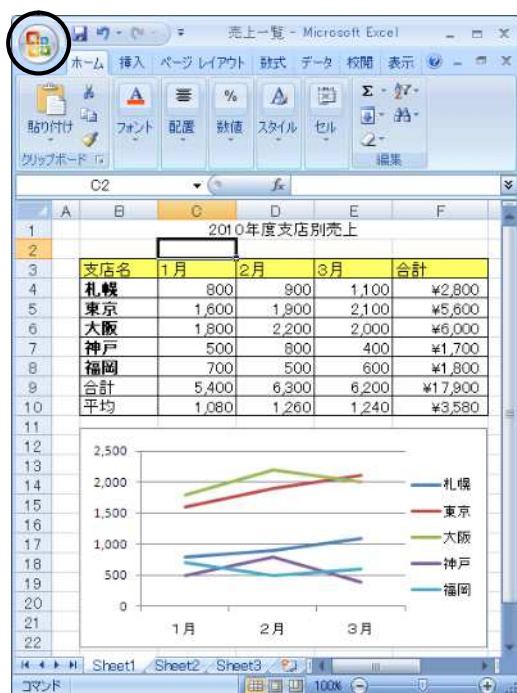 売上一覧 - Microsoft Excel
ホーム 挿入 ページ レイアウト 数式 データ 校閲 表示
貼り付け フォント 配置 数値 スタイル セル
クリップボード 編集
C2 fx
A B C D E F
1 2010年度支店別売上
2
3 支店名 1月 2月 3月 合計
4 札幌 800 900 1,100 ¥2,800
5 東京 1,600 1,900 2,100 ¥5,600
6 大阪 1,800 2,200 2,000 ¥6,000
7 神戸 500 800 400 ¥1,700
8 福岡 700 500 600 ¥1,800
9 合計 5,400 6,300 6,200 ¥17,900
10 平均 1,080 1,260 1,240 ¥3,580
11
12 2,500
13
14 2,000 札幌
15 1,500 東京
16 大阪
17 1,000 神戸
18 500 福岡
19
20 0
21 1月 2月 3月
22
Sheet1 Sheet2 Sheet3
コマンド 100%